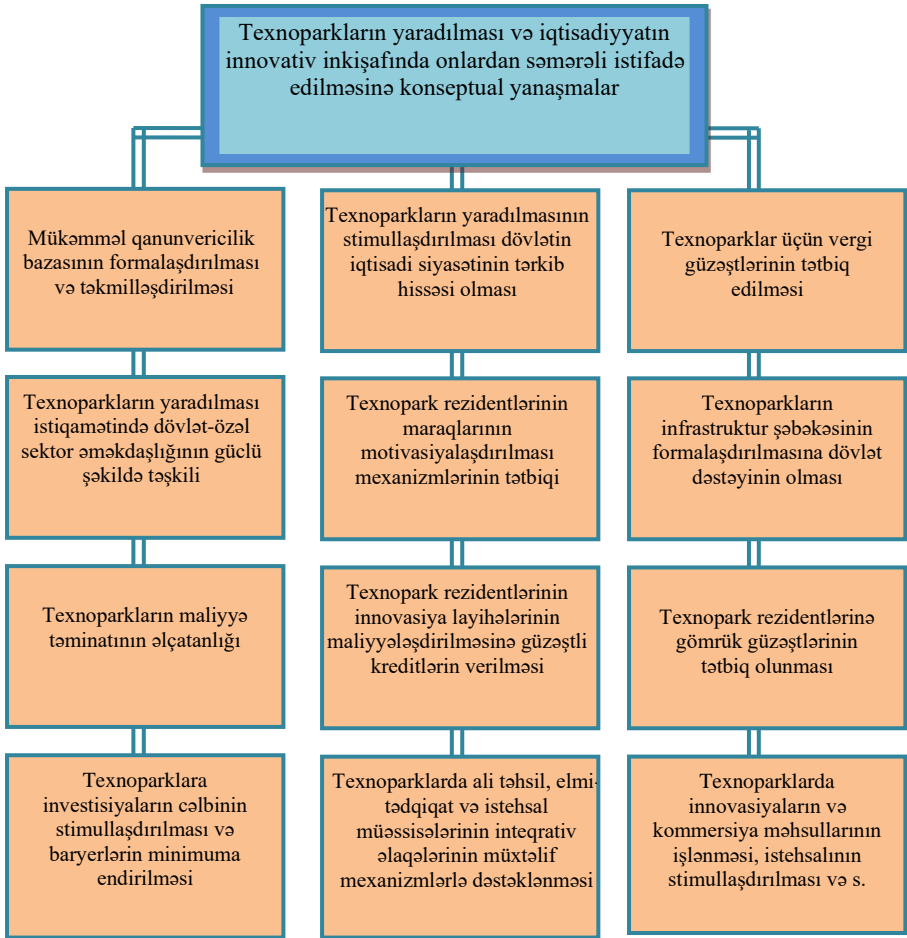 Texnoparkların yaradılması və iqtisadiyyatın
innovativ inkişafında onlardan səmərəli istifadə
edilməsinə konseptual yanaşmalar
Mükəmməl qanunvericilik
bazasının formalaşdırılması
və təkmilləşdirilməsi
Texnoparkların yaradılmasının
stimullaşdırılması dövlətin
iqtisadi siyasətinin tərkib
hissəsi olması
Texnoparklar üçün vergi
güzəştlərinin tətbiq
edilməsi
Texnoparkların yaradılması
istiqamətində dövlət-özəl
sektor əməkdaşlığının güclü
şəkildə təşkili
Texnopark rezidentlərinin
maraqlarının
motivasiyalaşdırılması
mexanizmlərinin tətbiqi
Texnoparkların
infrastruktur şəbəkəsinin
formalaşdırılmasına dövlət
dəstəyinin olması
Texnoparkların maliyyə
təminatının əlçatanlığı
Texnopark rezidentlərinin
innovasiya layihələrinin
maliyyələşdirilməsinə güzəştli
kreditlərin verilməsi
Texnopark rezidentlərinə
gömrük güzəştlərinin
tətbiq olunması
Texnoparklara
investisiyaların cəlbinin
stimullaşdırılması və
baryerlərin minimuma
endirilməsi
Texnoparklarda ali təhsil, elmi-
tədqiqat və istehsal
müəssisələrinin inteqrativ
əlaqələrinin müxtəlif
mexanizmlərlə dəstəklənməsi
Texnoparklarda
innovasiyaların və
kommersiya məhsullarının
işlənməsi, istehsalının
stimullaşdırılması və s.